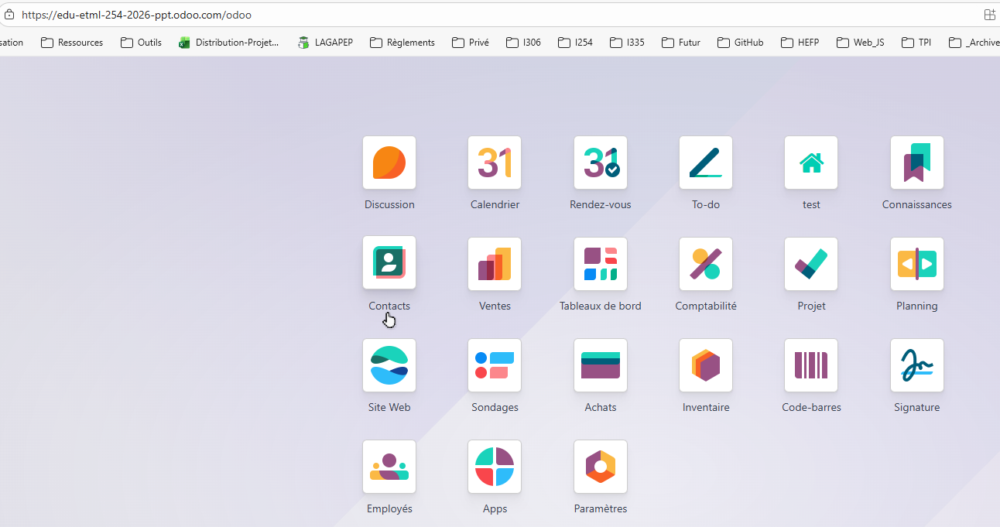 https://edu-etml-254-2026-ppt.odoo.com/odoo
sation Ressources Outils Distribution-Projet... LAGAPEP Règlements Privé I306 I254 I335 Futur GitHub HEFP Web_JS TPI _Archive
31 31
Discussion Calendrier Rendez-vous To-do test Connaissances
Contacts Ventes Tableaux de bord Comptabilité Projet Planning
Site Web Sondages Achats Inventaire Code-barres Signature
Employés Apps Paramètres